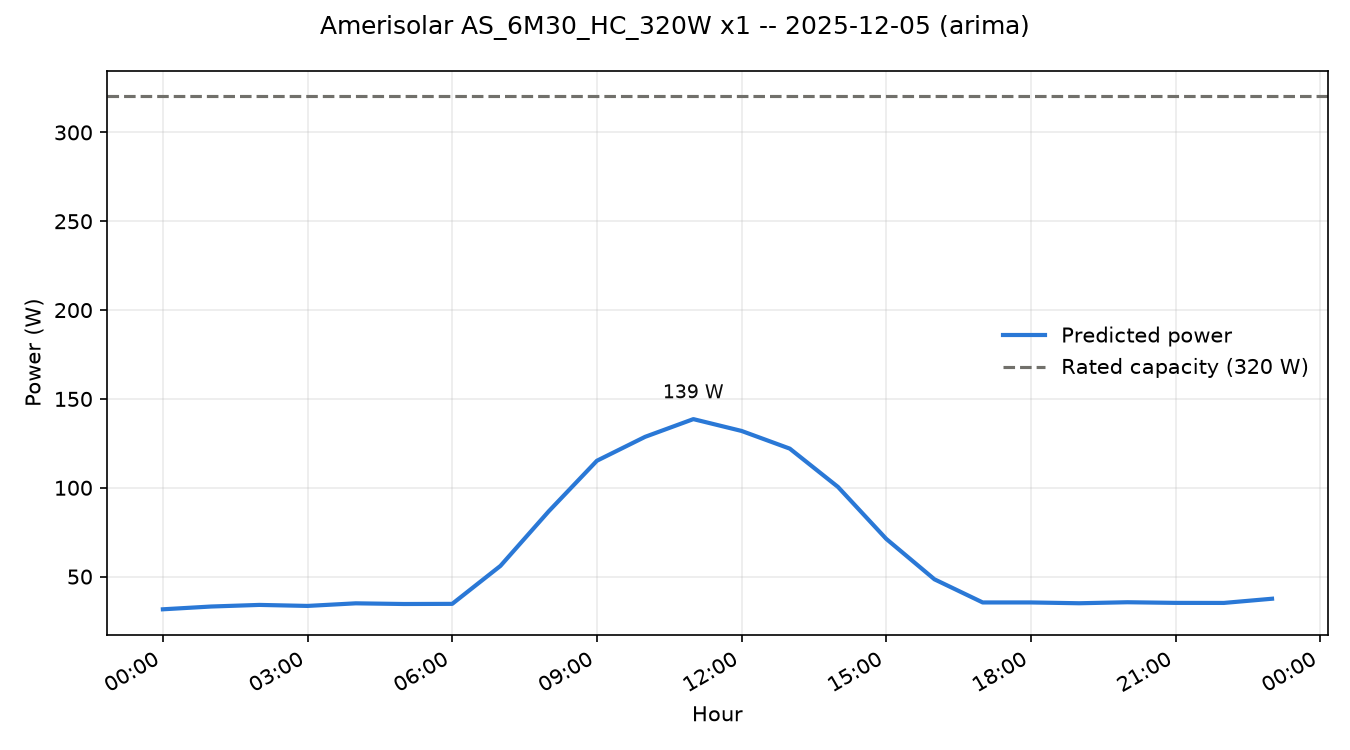 Amerisolar AS_6M30_HC_320W x1 -- 2025-12-05 (arima)
300
250
200
150
100
50
Power (W)
139 W
Predicted power
Rated capacity (320 W)
00:00
03:00
06:00
09:00
12:00
15:00
18:00
21:00
00:00
Hour